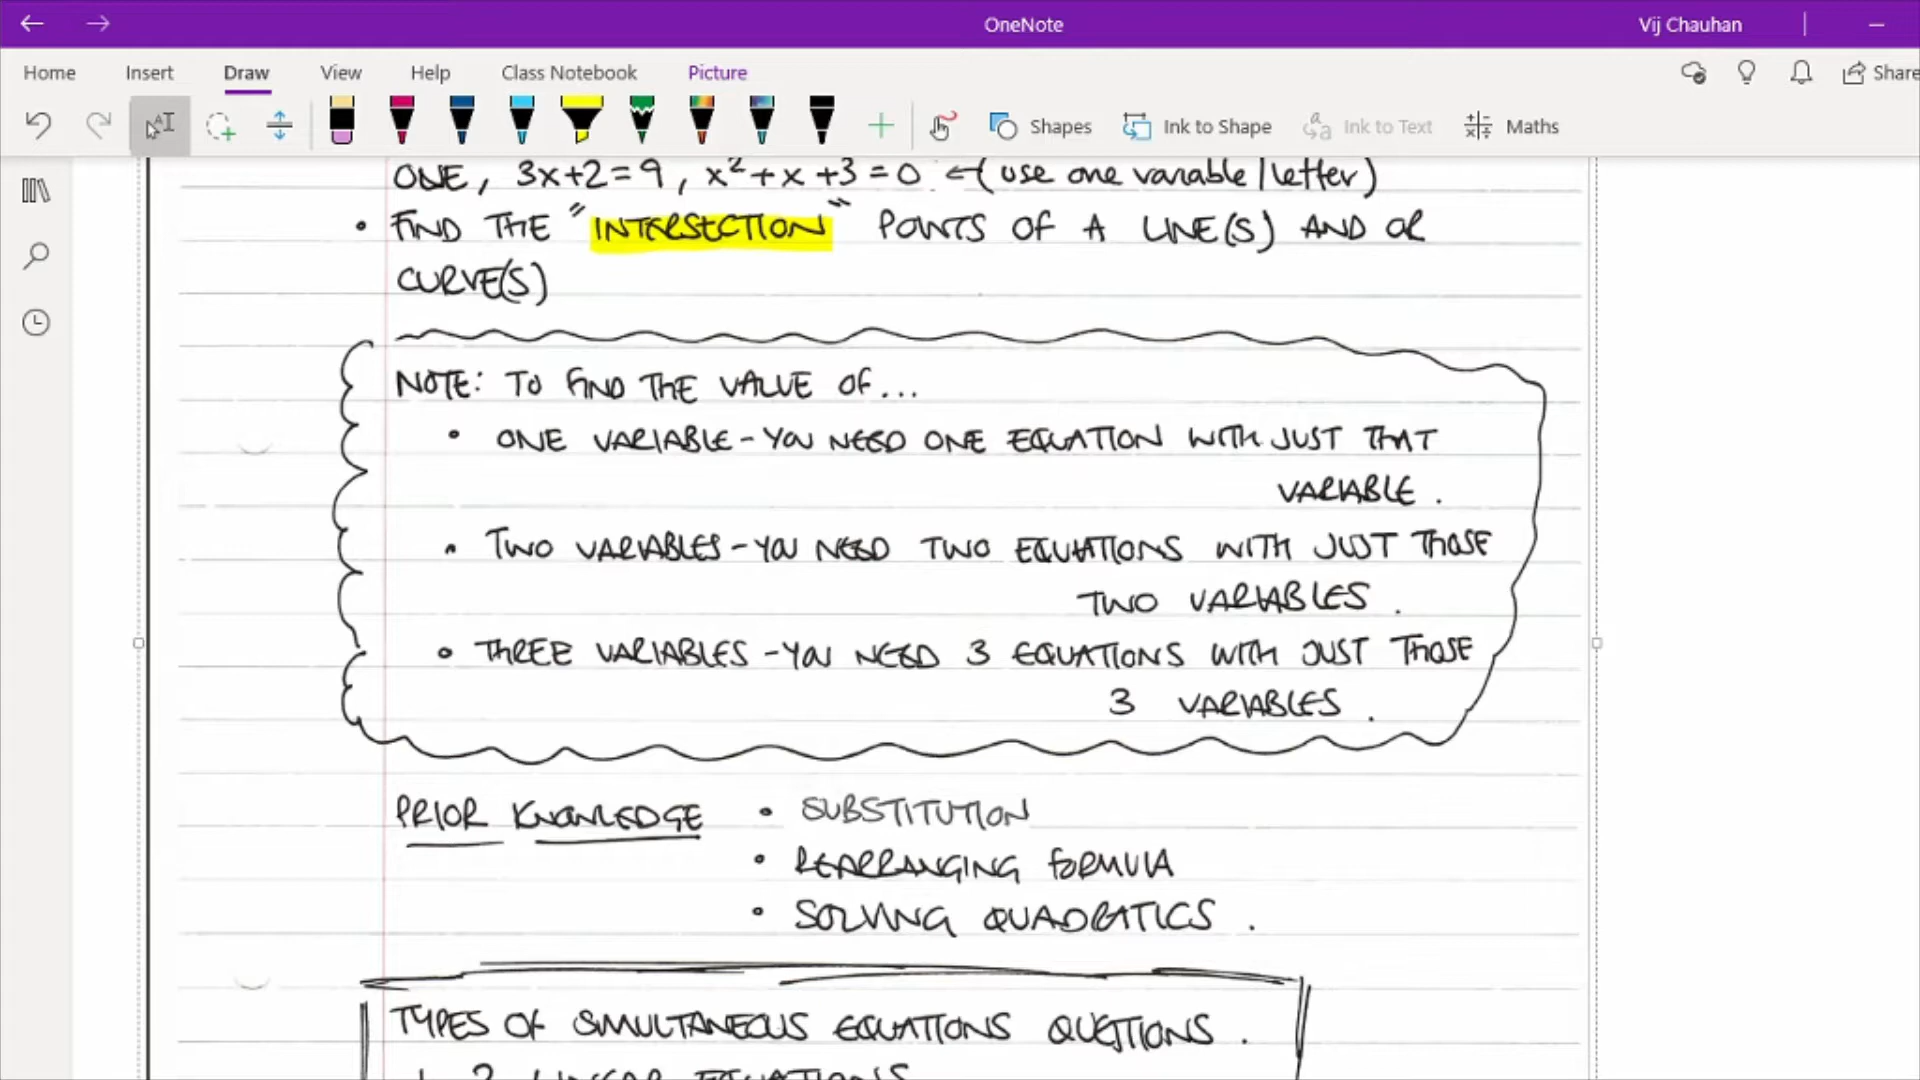 OneNote
Vij Chauhan
Home Insert Draw View Help Class Notebook Picture
Share
Shapes Ink to Shape Ink to Text Maths
ONE, 3x+2=9, x²+x+3=0 ← (use one variable/letter)
• FIND THE "INTERSECTION" POINTS OF A LINE(S) AND OR
CURVE(S)
NOTE: TO FIND THE VALUE OF...
• ONE VARIABLE - YOU NEED ONE EQUATION WITH JUST THAT
VARIABLE.
• TWO VARIABLES - YOU NEED TWO EQUATIONS WITH JUST THOSE
TWO VARIABLES.
• THREE VARIABLES - YOU NEED 3 EQUATIONS WITH JUST THOSE
3 VARIABLES.
PRIOR KNOWLEDGE • SUBSTITUTION
• REARRANGING FORMULA
• SOLVING QUADRATICS.
TYPES OF SIMULTANEOUS EQUATIONS QUESTIONS.
1. 2 LINEAR EQUATIONS